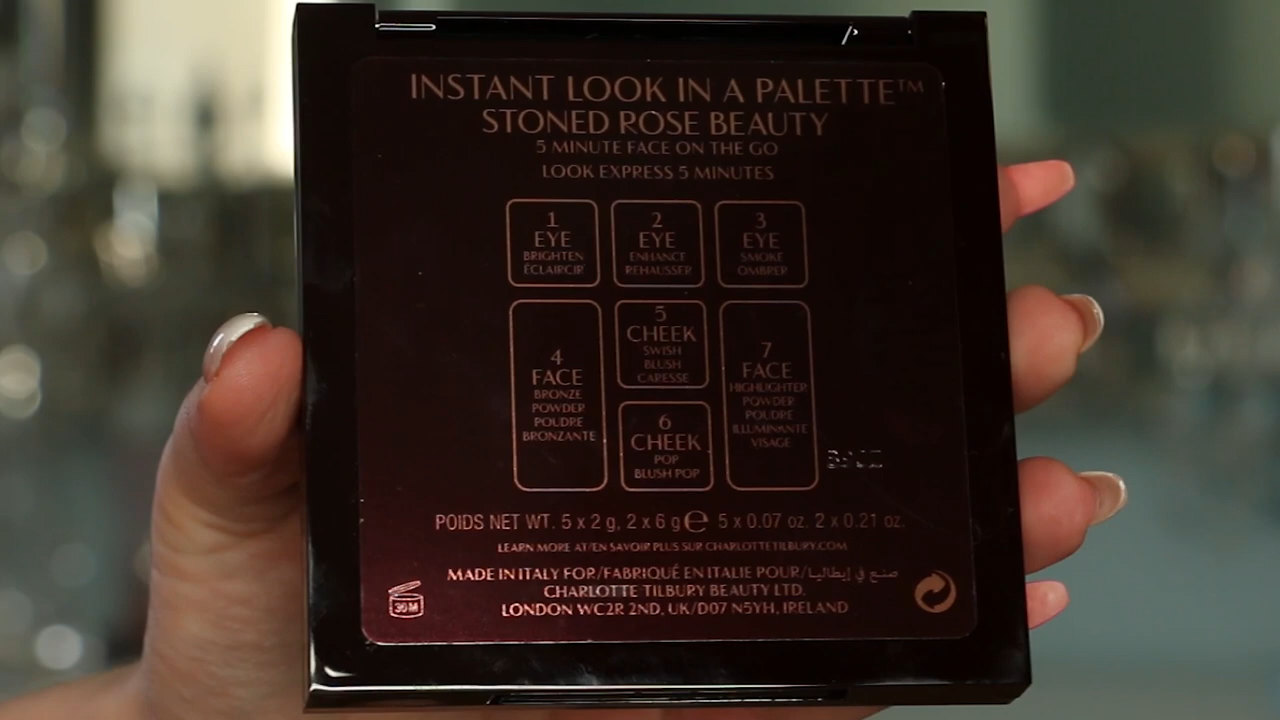 INSTANT LOOK IN A PALETTE™
STONED ROSE BEAUTY
5 MINUTE FACE ON THE GO
LOOK EXPRESS 5 MINUTES
1
EYE
BRIGHTEN
ÉCLAIRCIR
2
EYE
ENHANCE
REHAUSSER
3
EYE
SMOKE
OMBRER
4
FACE
BRONZE
POWDER
POUDRE
BRONZANTE
5
CHEEK
SWISH
BLUSH
CARESSE
6
CHEEK
POP
BLUSH POP
7
FACE
HIGHLIGHTER
POWDER
POUDRE
ILLUMINANTE
VISAGE
POIDS NET WT. 5 x 2 g, 2 x 6 g ℮ 5 x 0.07 oz. 2 x 0.21 oz.
LEARN MORE AT/EN SAVOIR PLUS SUR CHARLOTTETILBURY.COM
MADE IN ITALY FOR/FABRIQUÉ EN ITALIE POUR/صنع في إيطاليا
CHARLOTTE TILBURY BEAUTY LTD.
LONDON WC2R 2ND, UK/D07 N5YH, IRELAND
36 M